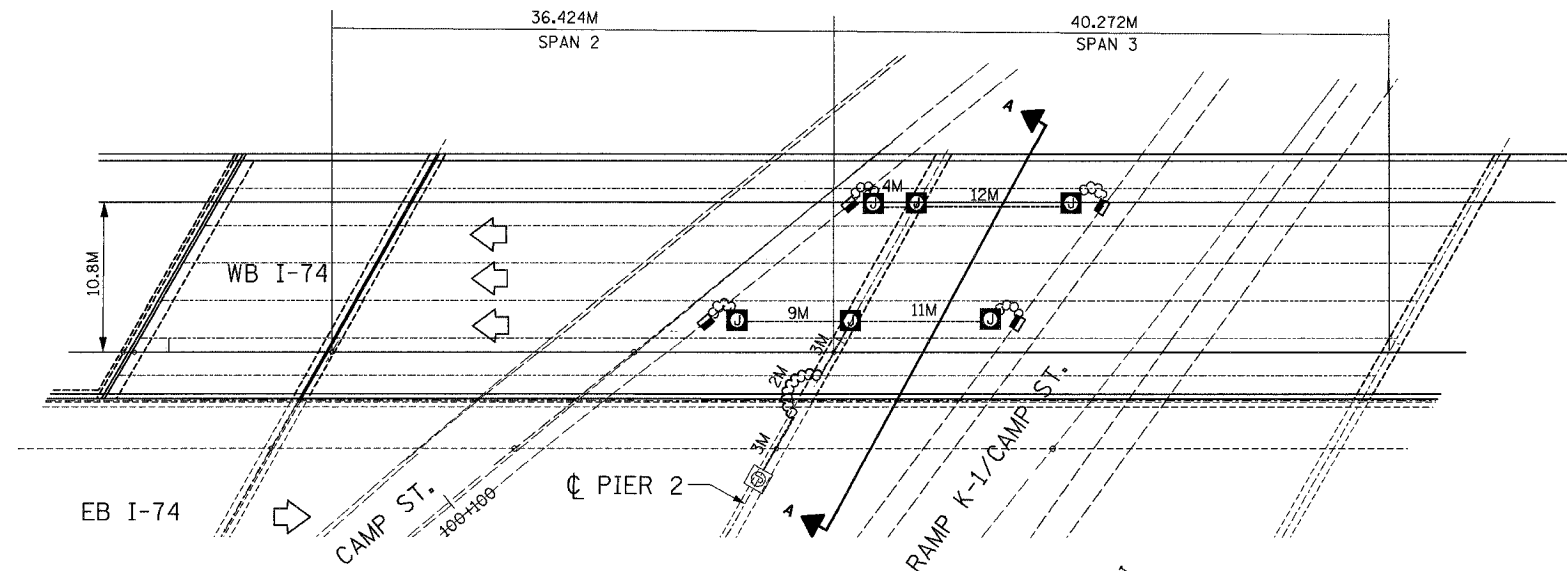 36.424M
SPAN 2
40.272M
SPAN 3
A
4M
12M
J
J
J
10.8M
WB I-74
9M
11M
J
J
J
3M
2M
3M
J
℄ PIER 2
EB I-74
CAMP ST.
100+100
A
RAMP K-1/CAMP ST.